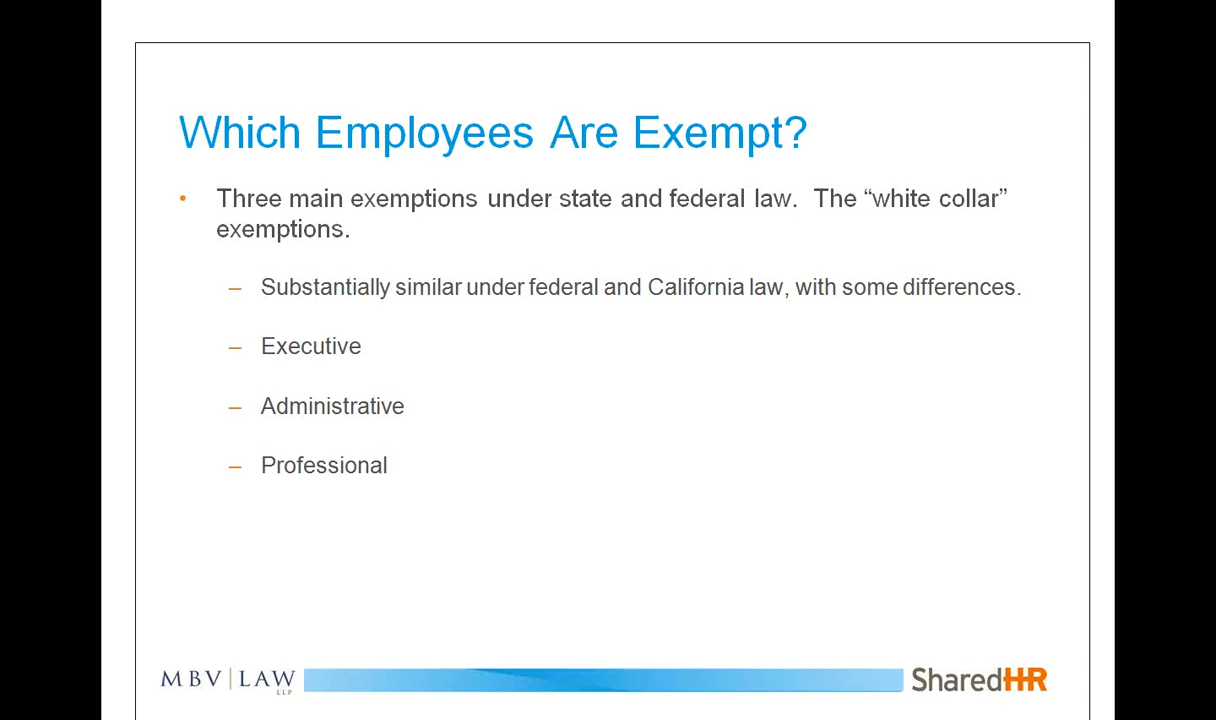 Which Employees Are Exempt?
• Three main exemptions under state and federal law.  The “white collar”
exemptions.
– Substantially similar under federal and California law, with some differences.
– Executive
– Administrative
– Professional
MBV | LAW LLP
SharedHR